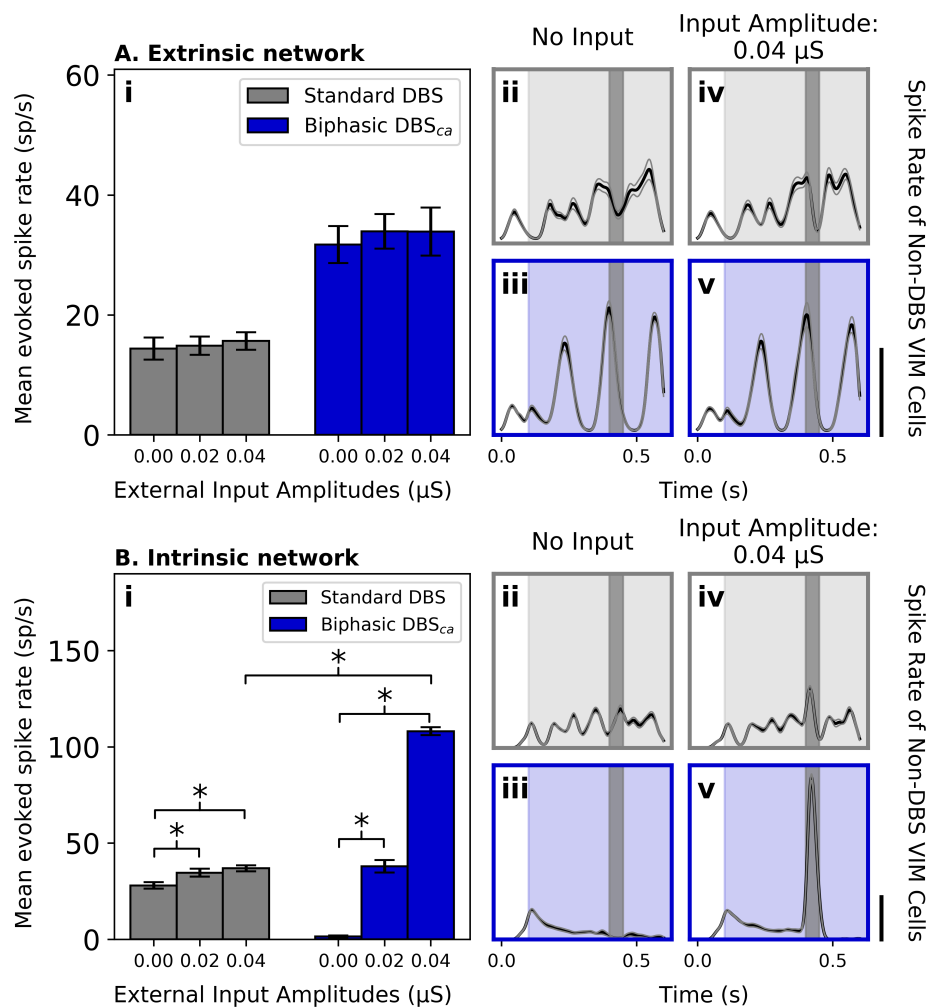 A. Extrinsic network
No Input
Input Amplitude:
0.04 µS
Mean evoked spike rate (sp/s)
60
40
20
0
i
Standard DBS
Biphasic DBSca
0.00 0.02 0.04 0.00 0.02 0.04
External Input Amplitudes (µS)
ii
iv
iii
v
0.0 0.5 0.0 0.5
Time (s)
Spike Rate of Non-DBS VIM Cells
B. Intrinsic network
No Input
Input Amplitude:
0.04 µS
Mean evoked spike rate (sp/s)
150
100
50
0
i
Standard DBS
Biphasic DBSca
*
*
*
*
*
0.00 0.02 0.04 0.00 0.02 0.04
External Input Amplitudes (µS)
ii
iv
iii
v
0.0 0.5 0.0 0.5
Time (s)
Spike Rate of Non-DBS VIM Cells